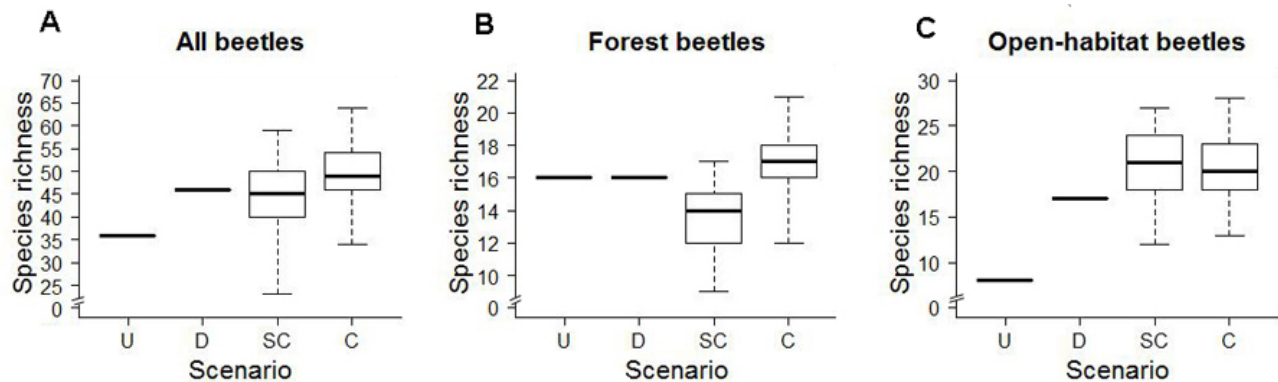 A
All beetles
Species richness
70
65
60
55
50
45
40
35
30
25
0
U D SC C
Scenario
B
Forest beetles
Species richness
22
20
18
16
14
12
10
0
U D SC C
Scenario
C
Open-habitat beetles
Species richness
30
25
20
15
10
0
U D SC C
Scenario